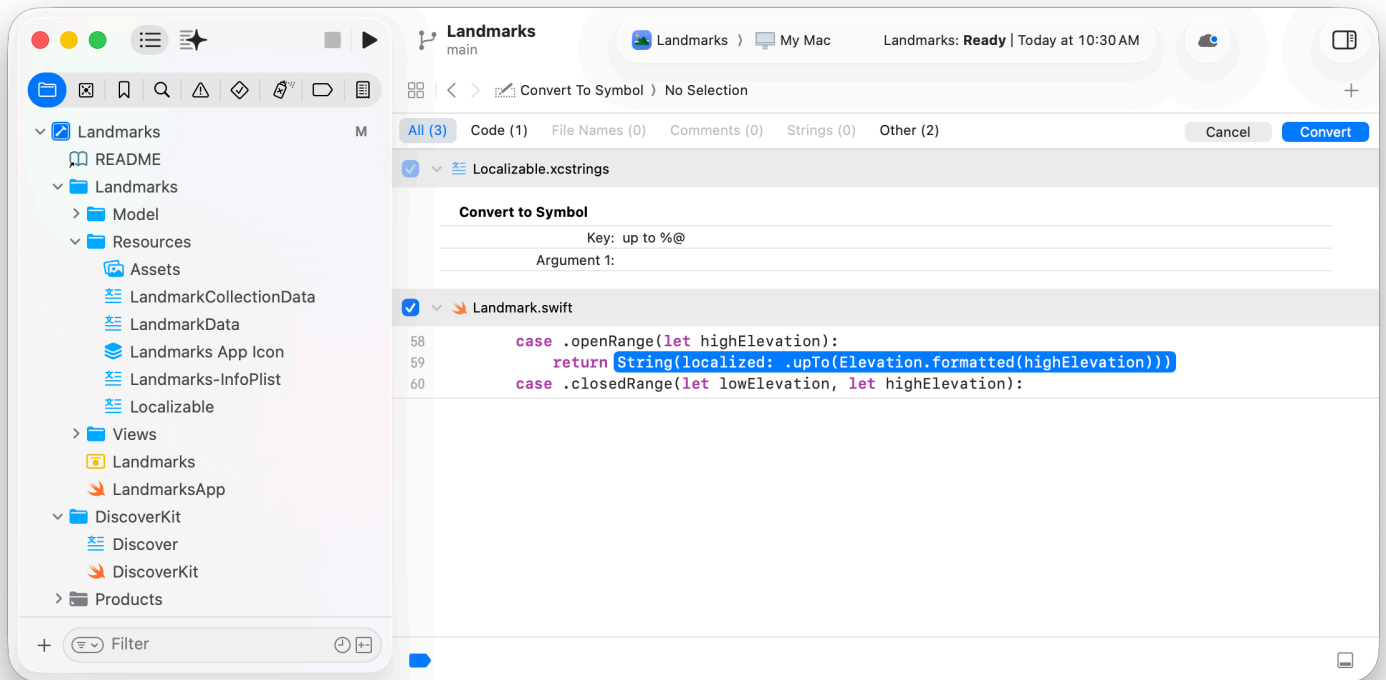 Landmarks
main
Landmarks 〉 My Mac
Landmarks: Ready | Today at 10:30 AM
Convert To Symbol 〉 No Selection
All (3) Code (1) File Names (0) Comments (0) Strings (0) Other (2) Cancel Convert
Landmarks M
README
Landmarks
Model
Resources
Assets
LandmarkCollectionData
LandmarkData
Landmarks App Icon
Landmarks-InfoPlist
Localizable
Views
Landmarks
LandmarksApp
DiscoverKit
Discover
DiscoverKit
Products
Filter
Localizable.xcstrings
Convert to Symbol
Key: up to %@
Argument 1:
Landmark.swift
58 case .openRange(let highElevation):
59 return String(localized: .upTo(Elevation.formatted(highElevation)))
60 case .closedRange(let lowElevation, let highElevation):